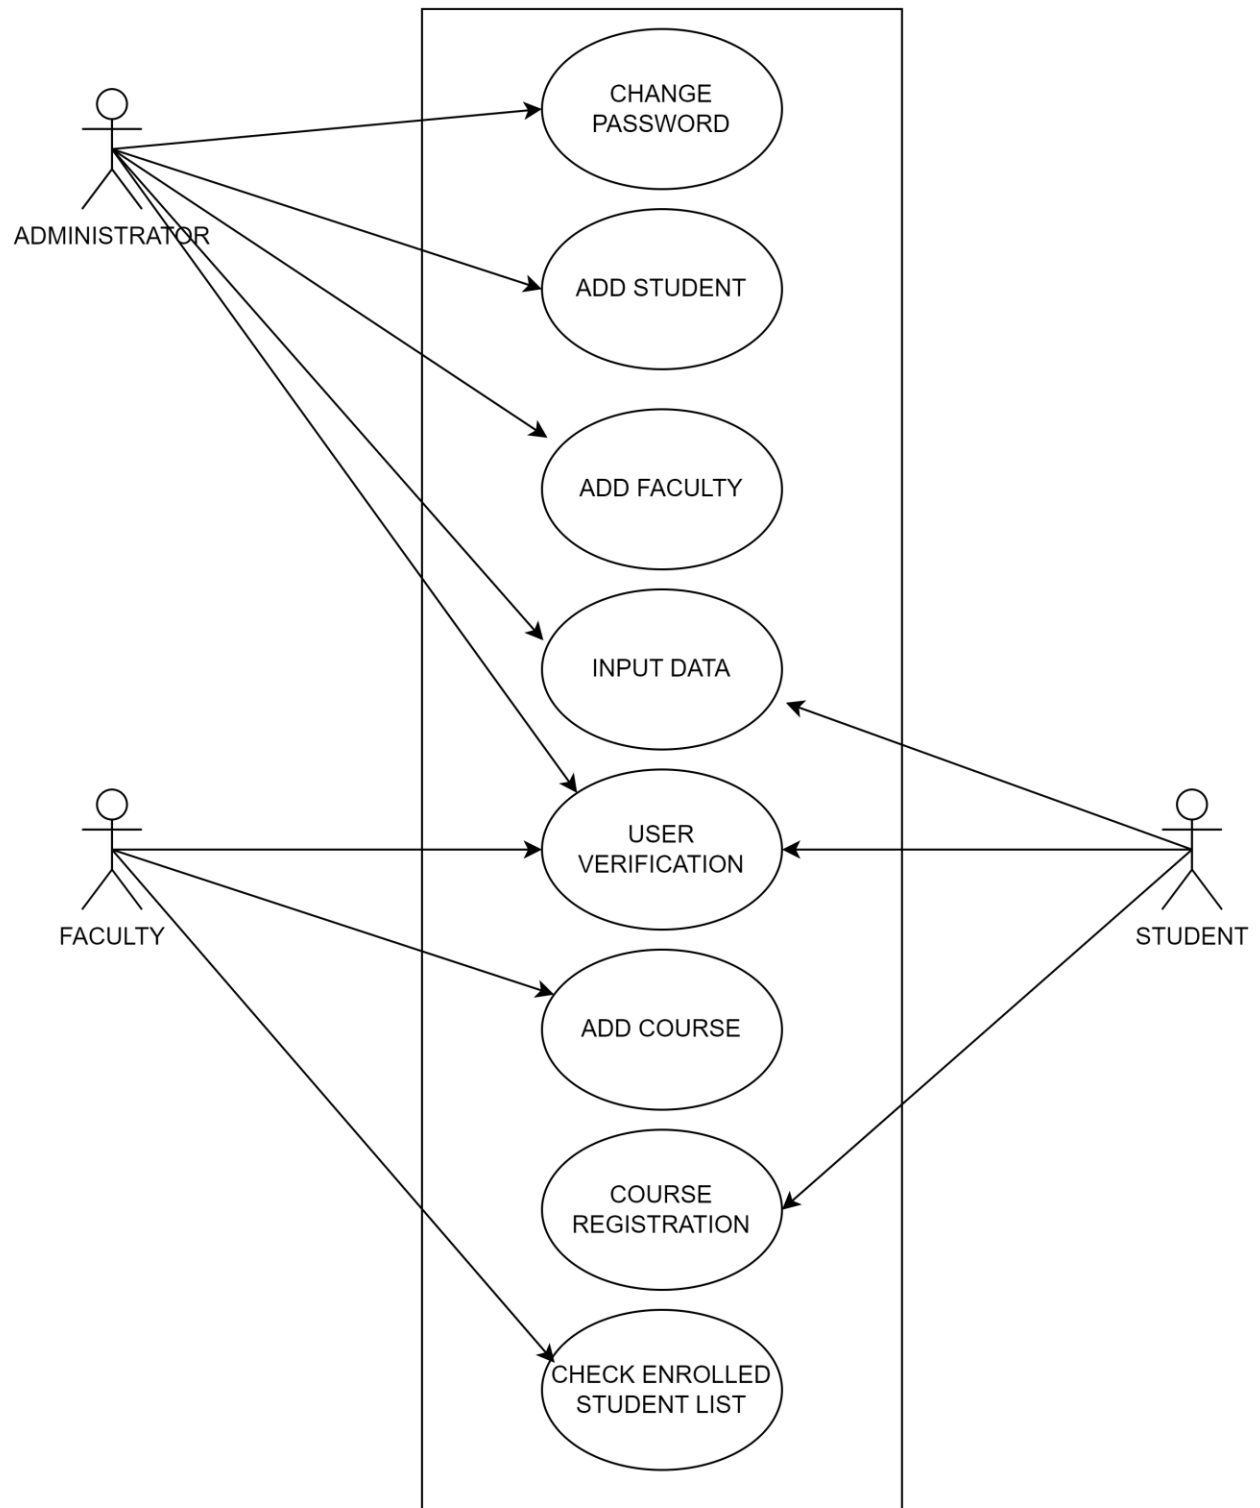 CHANGE
PASSWORD
ADMINISTRATOR
ADD STUDENT
ADD FACULTY
INPUT DATA
USER
VERIFICATION
FACULTY
STUDENT
ADD COURSE
COURSE
REGISTRATION
CHECK ENROLLED
STUDENT LIST